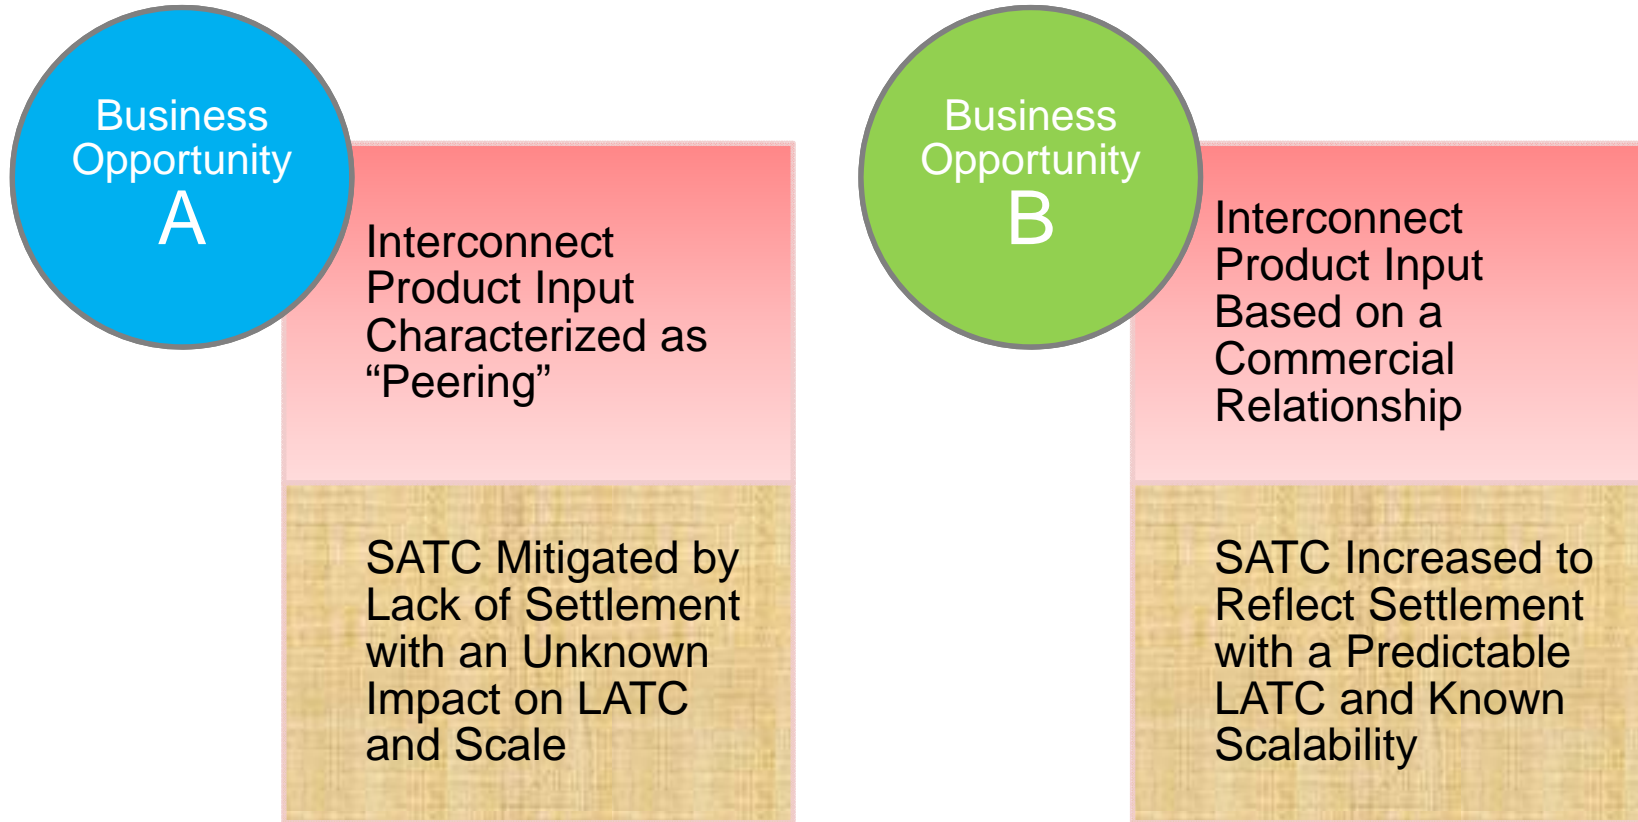 Business
Opportunity
A
Interconnect
Product Input
Characterized as
“Peering”
SATC Mitigated by
Lack of Settlement
with an Unknown
Impact on LATC
and Scale
Business
Opportunity
B
Interconnect
Product Input
Based on a
Commercial
Relationship
SATC Increased to
Reflect Settlement
with a Predictable
LATC and Known
Scalability